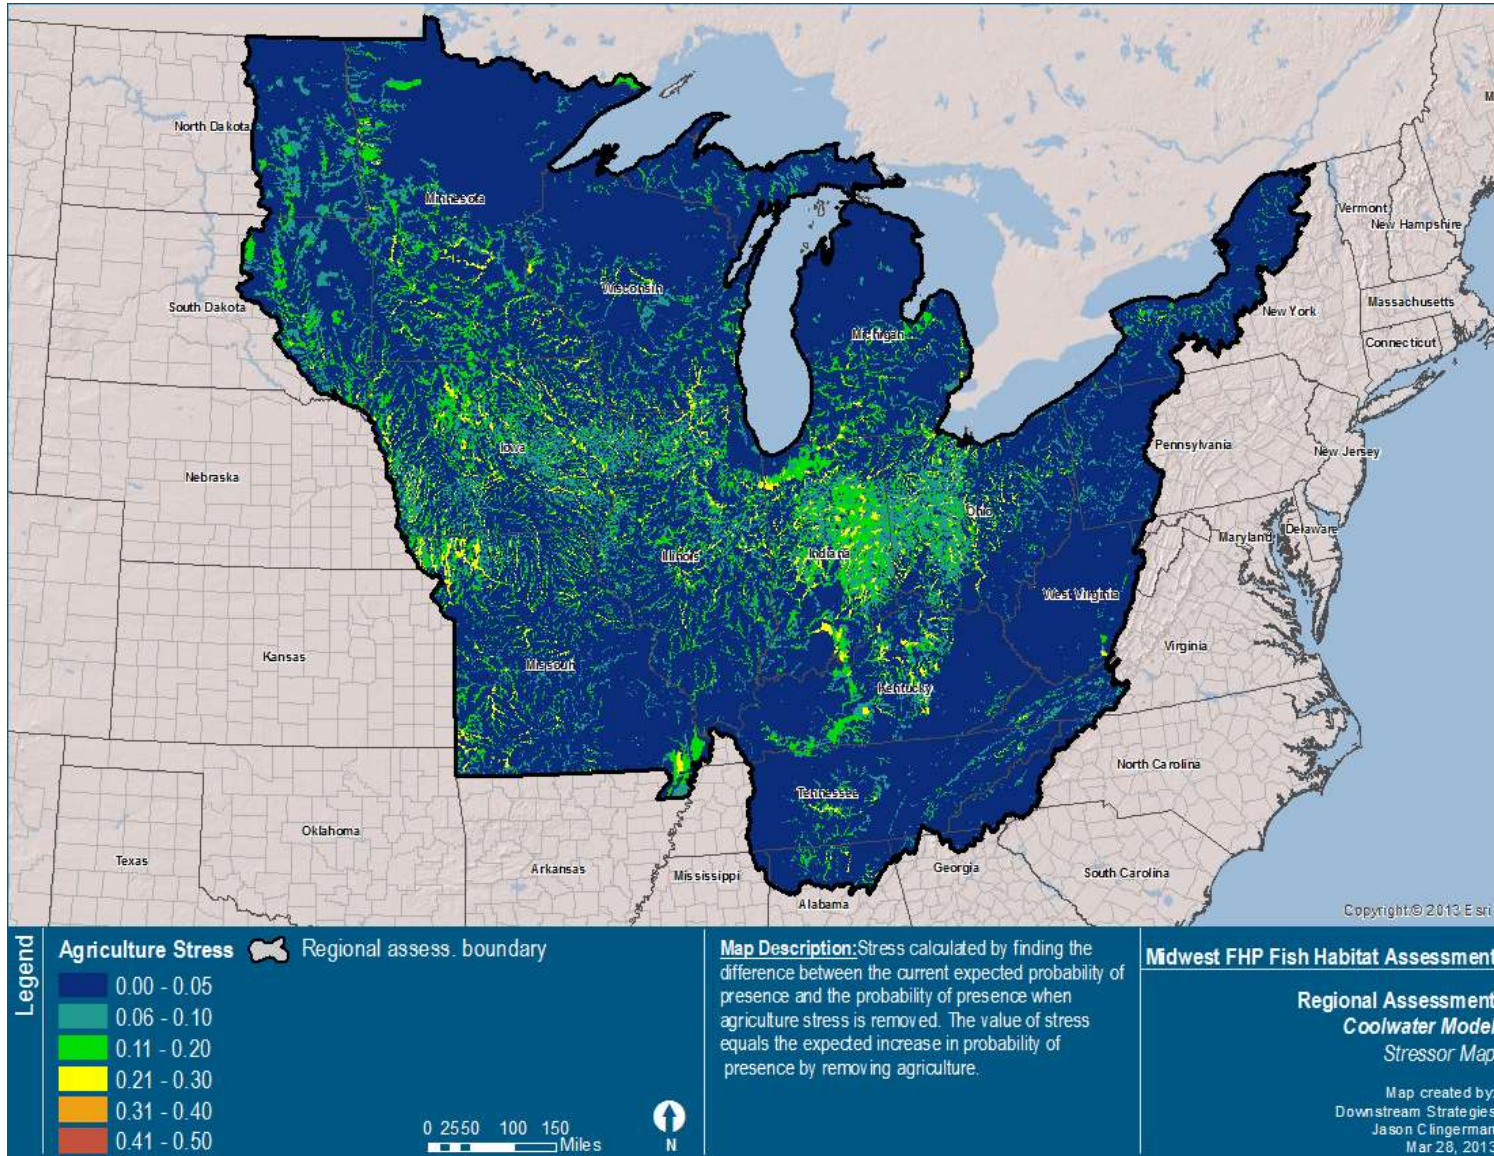 North Dakota
Minnesota
Vermont
New Hampshire
M
Wisconsin
South Dakota
Massachusetts
New York
Michigan
Connecticut
Iowa
Pennsylvania
New Jersey
Nebraska
Ohio
Maryland
Delaware
Illinois
Indiana
West Virginia
Virginia
Kansas
Missouri
Kentucky
North Carolina
Tennessee
Oklahoma
Texas
Arkansas
Mississippi
Georgia
South Carolina
Alabama
Copyright:© 2013 Esri
Legend
Agriculture Stress
Regional assess. boundary
0.00 - 0.05
0.06 - 0.10
0.11 - 0.20
0.21 - 0.30
0.31 - 0.40
0.41 - 0.50
0 25 50 100 150
Miles
N
Map Description:Stress calculated by finding the
difference between the current expected probability of
presence and the probability of presence when
agriculture stress is removed. The value of stress
equals the expected increase in probability of
presence by removing agriculture.
Midwest FHP Fish Habitat Assessment
Regional Assessment
Coolwater Model
Stressor Map
Map created by:
Downstream Strategies
Jason Clingerman
Mar 28, 2013